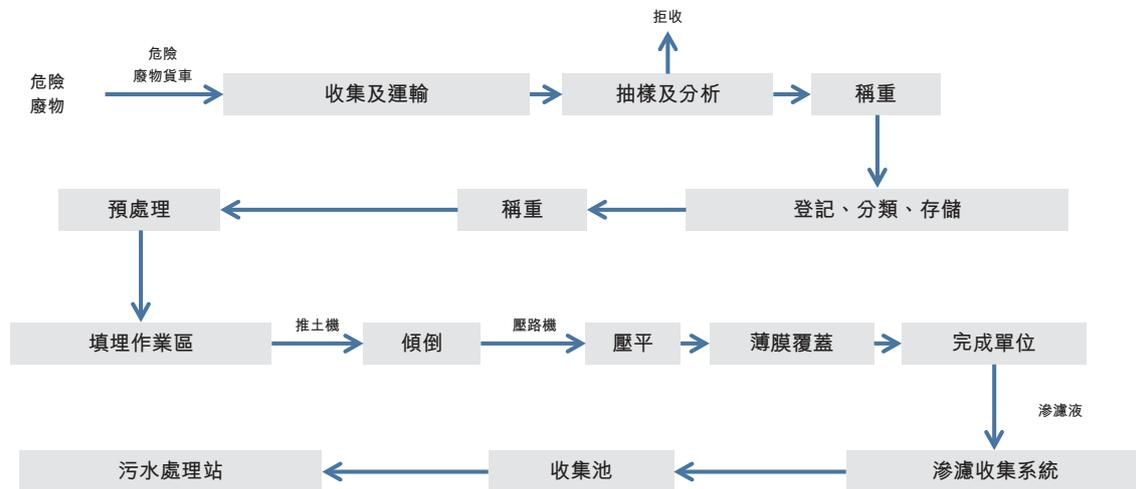 拒收
危險
廢物貨車
危險
廢物
收集及運輸
抽樣及分析
稱重
預處理
稱重
登記、分類、存儲
推土機
壓路機
填埋作業區
傾倒
壓平
薄膜覆蓋
完成單位
滲濾液
污水處理站
收集池
滲濾收集系統